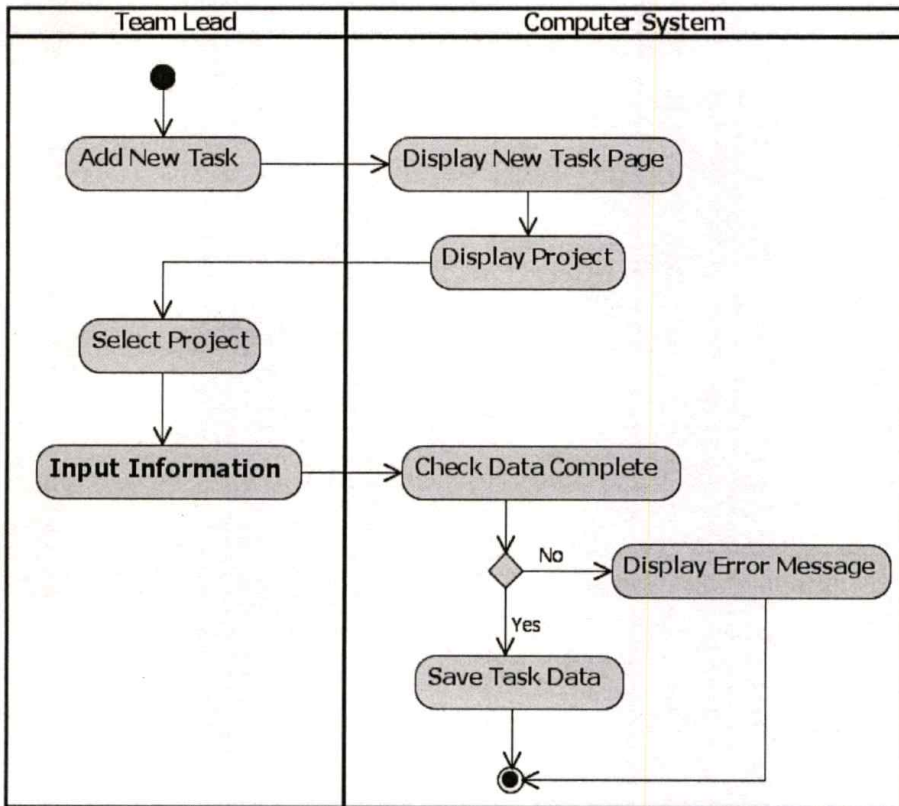 Team Lead
Computer System
Add New Task
Display New Task Page
Display Project
Select Project
Input Information
Check Data Complete
No
Display Error Message
Yes
Save Task Data